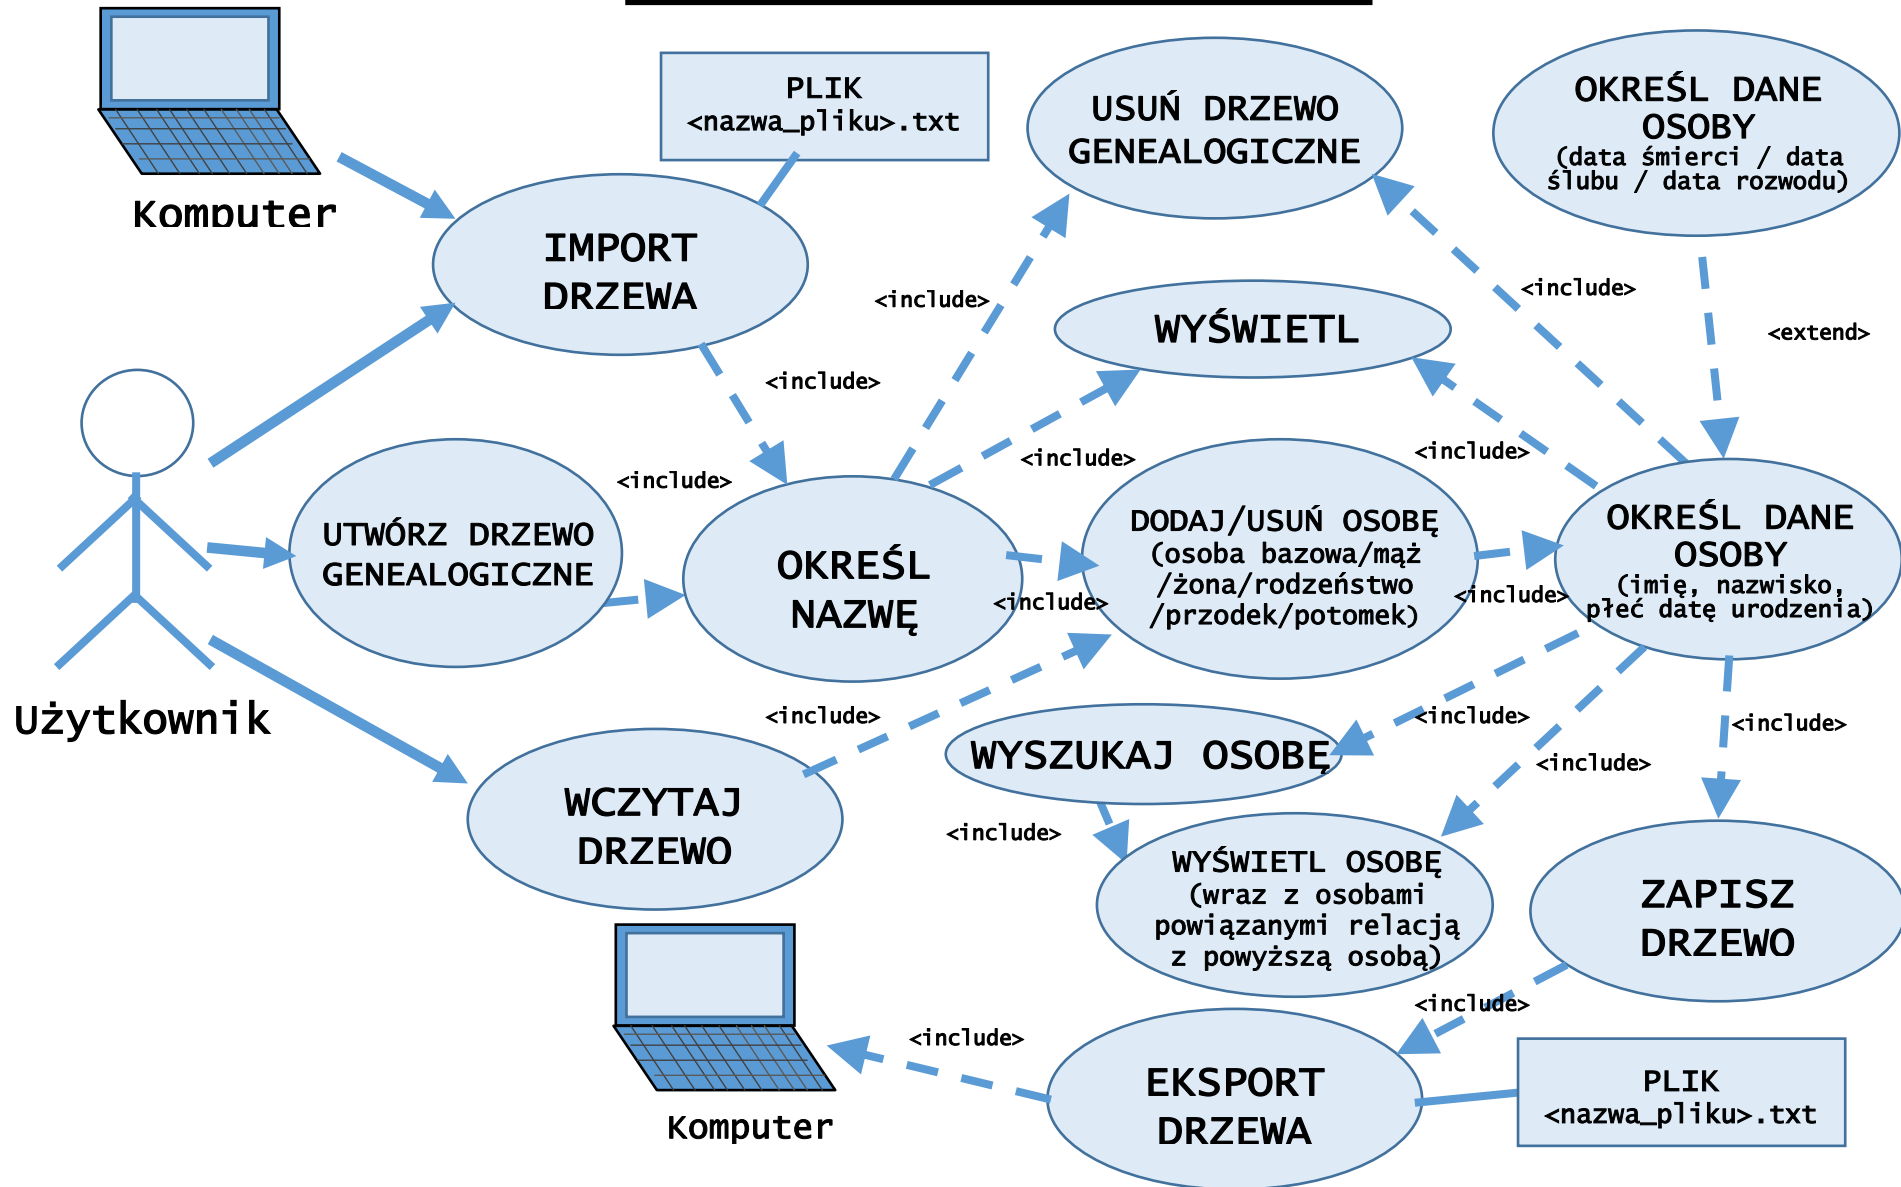 Komputer
PLIK
<nazwa_pliku>.txt
USUŃ DRZEWO
GENEALOGICZNE
OKREŚL DANE
OSOBY
(data śmierci / data
ślubu / data rozwodu)
IMPORT
DRZEWA
<include>
<include>
<extend>
WYŚWIETL
<include>
<include>
<include>
<include>
UTWÓRZ DRZEWO
GENEALOGICZNE
OKREŚL
NAZWĘ
<include>
DODAJ/USUŃ OSOBĘ
(osoba bazowa/mąż
/żona/rodzeństwo
/przodek/potomek)
<include>
OKREŚL DANE
OSOBY
(imię, nazwisko,
płeć datę urodzenia)
Użytkownik
<include>
<include>
<include>
<include>
WYSZUKAJ OSOBĘ
WCZYTAJ
DRZEWO
<include>
WYŚWIETL OSOBĘ
(wraz z osobami
powiązanymi relacją
z powyższą osobą)
ZAPISZ
DRZEWO
<include>
<include>
Komputer
EKSPORT
DRZEWA
PLIK
<nazwa_pliku>.txt